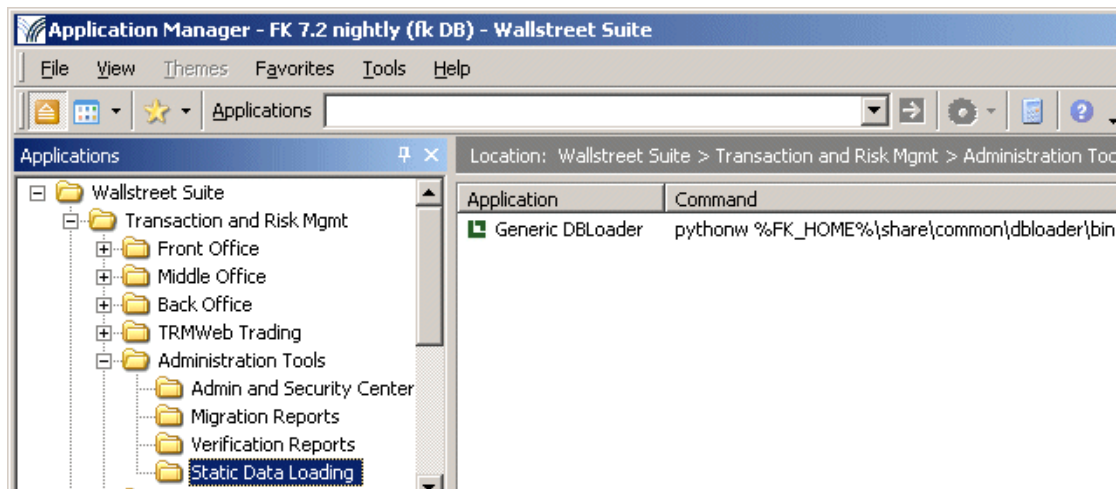 Application Manager - FK 7.2 nightly (fk DB) - Wallstreet Suite
File View Themes Favorites Tools Help
Applications
Applications
Location: Wallstreet Suite > Transaction and Risk Mgmt > Administration Too
Wallstreet Suite
Transaction and Risk Mgmt
Front Office
Middle Office
Back Office
TRMWeb Trading
Administration Tools
Admin and Security Center
Migration Reports
Verification Reports
Static Data Loading
Application Command
Generic DBLoader pythonw %FK_HOME%\share\common\dbloader\bin